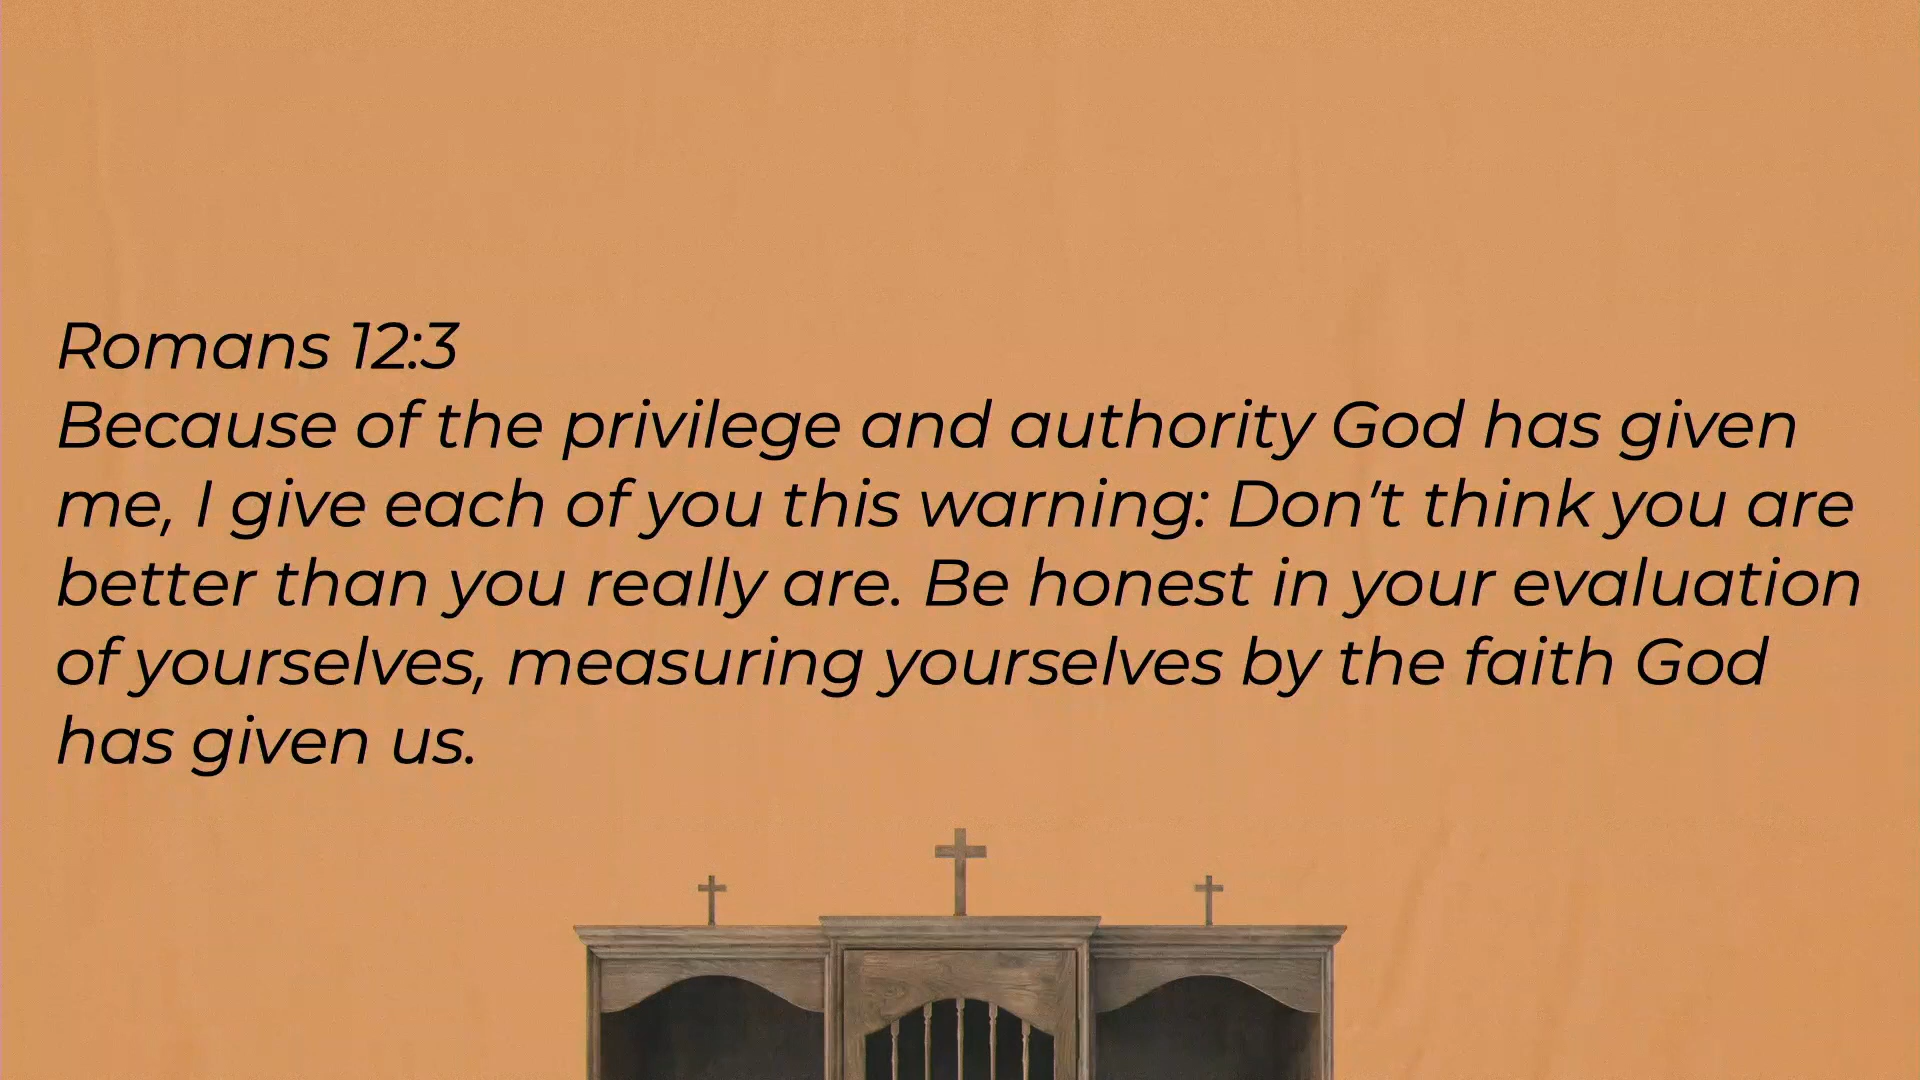 Romans 12:3
Because of the privilege and authority God has given
me, I give each of you this warning: Don’t think you are
better than you really are. Be honest in your evaluation
of yourselves, measuring yourselves by the faith God
has given us.